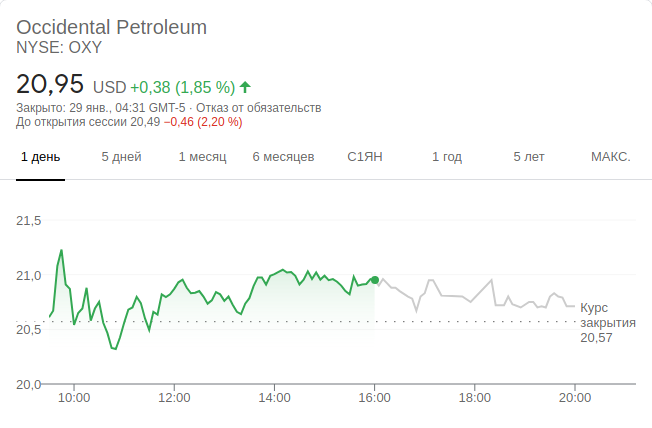 Occidental Petroleum
NYSE: OXY
20,95 USD +0,38 (1,85 %)
Закрыто: 29 янв., 04:31 GMT-5 · Отказ от обязательств
До открытия сессии 20,49 −0,46 (2,20 %)
1 день 5 дней 1 месяц 6 месяцев С1ЯН 1 год 5 лет МАКС.
21,5
21,0
20,5
20,0
Курс
закрытия
20,57
10:00 12:00 14:00 16:00 18:00 20:00